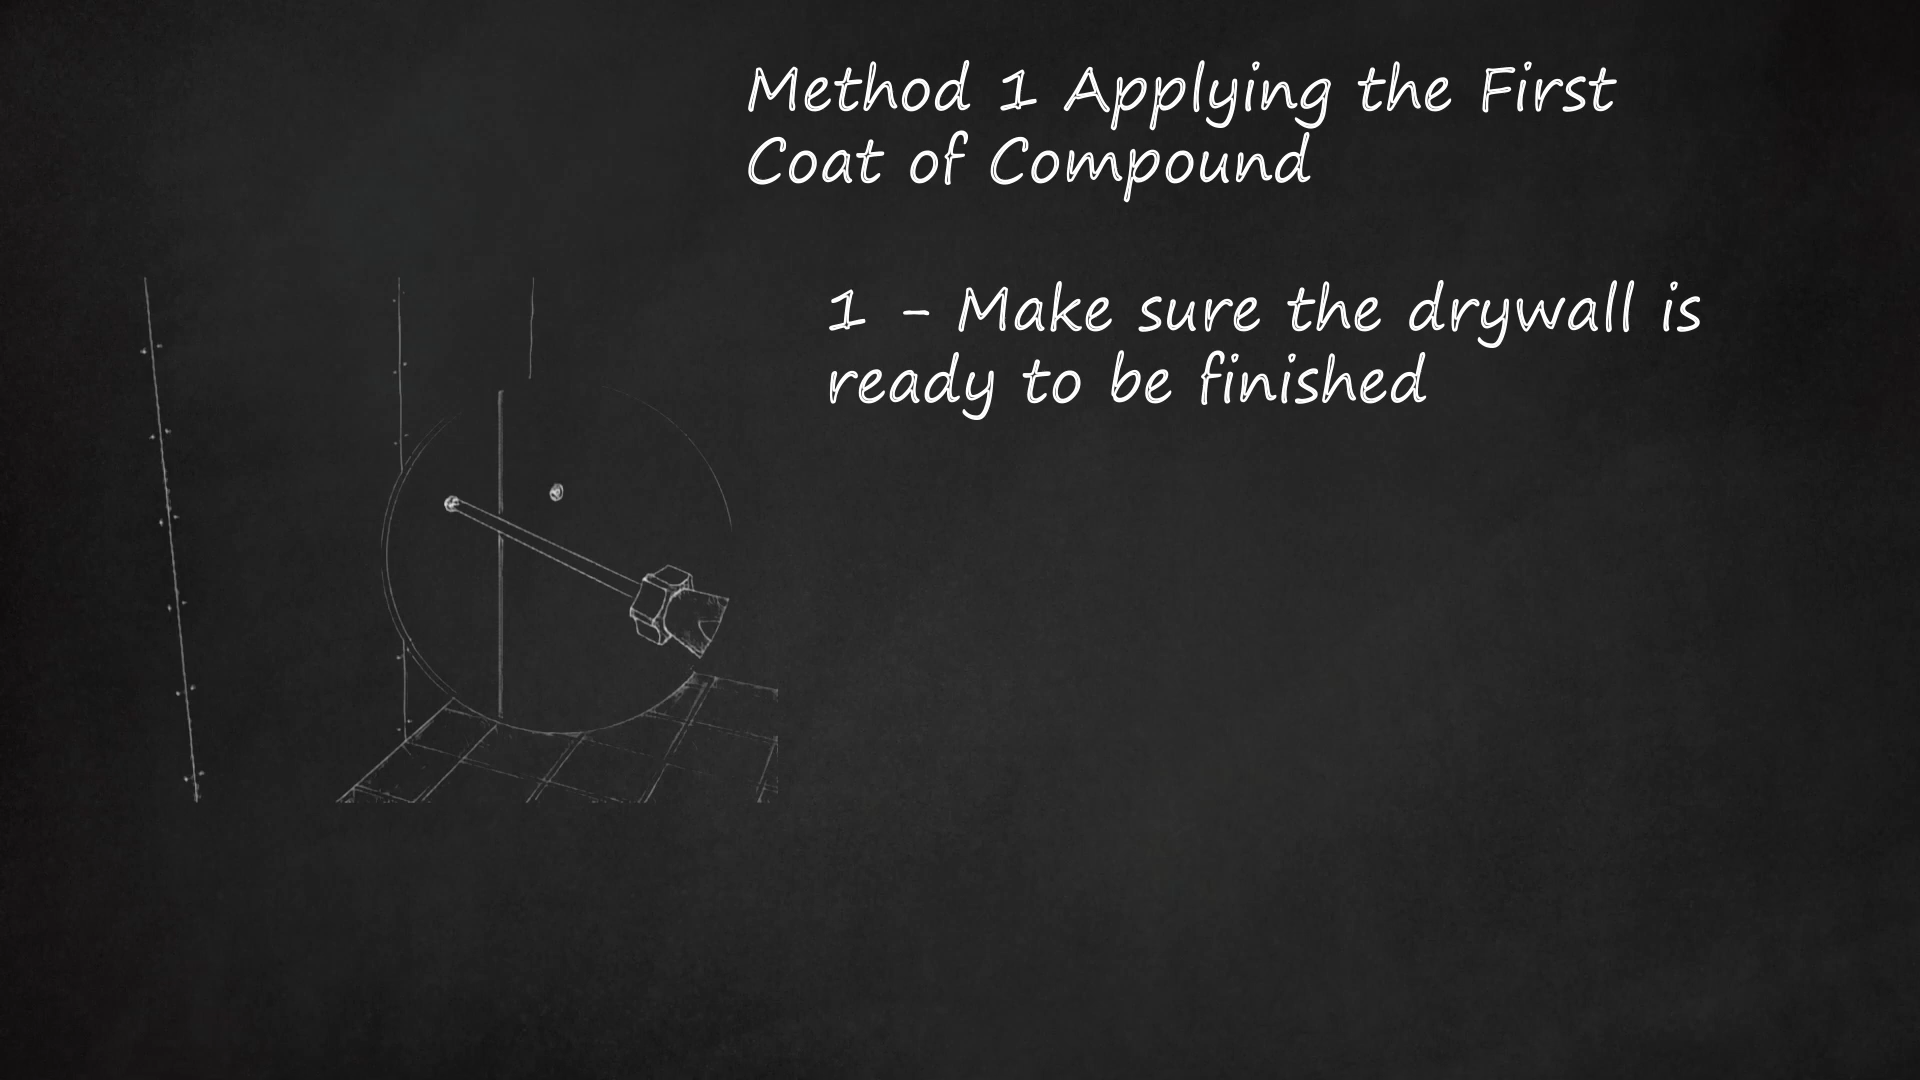 Method 1 Applying the First
Coat of Compound
1 - Make sure the drywall is
ready to be finished